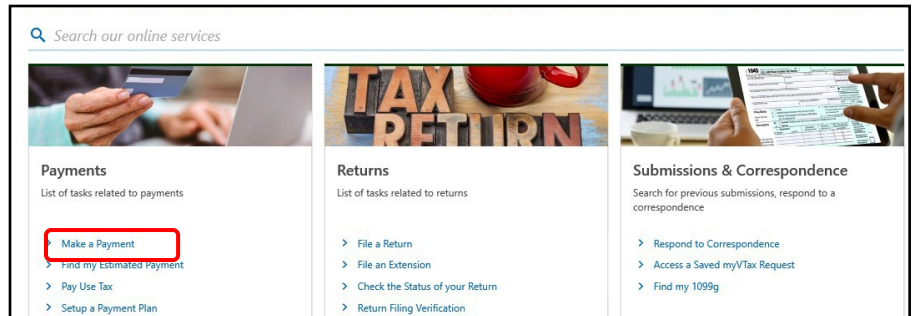 Search our online services
TAX
RETURN
1040
Payments
List of tasks related to payments
Make a Payment
Find my Estimated Payment
Pay Use Tax
Setup a Payment Plan
Returns
List of tasks related to returns
File a Return
File an Extension
Check the Status of your Return
Return Filing Verification
Submissions & Correspondence
Search for previous submissions, respond to a
correspondence
Respond to Correspondence
Access a Saved myVTax Request
Find my 1099g